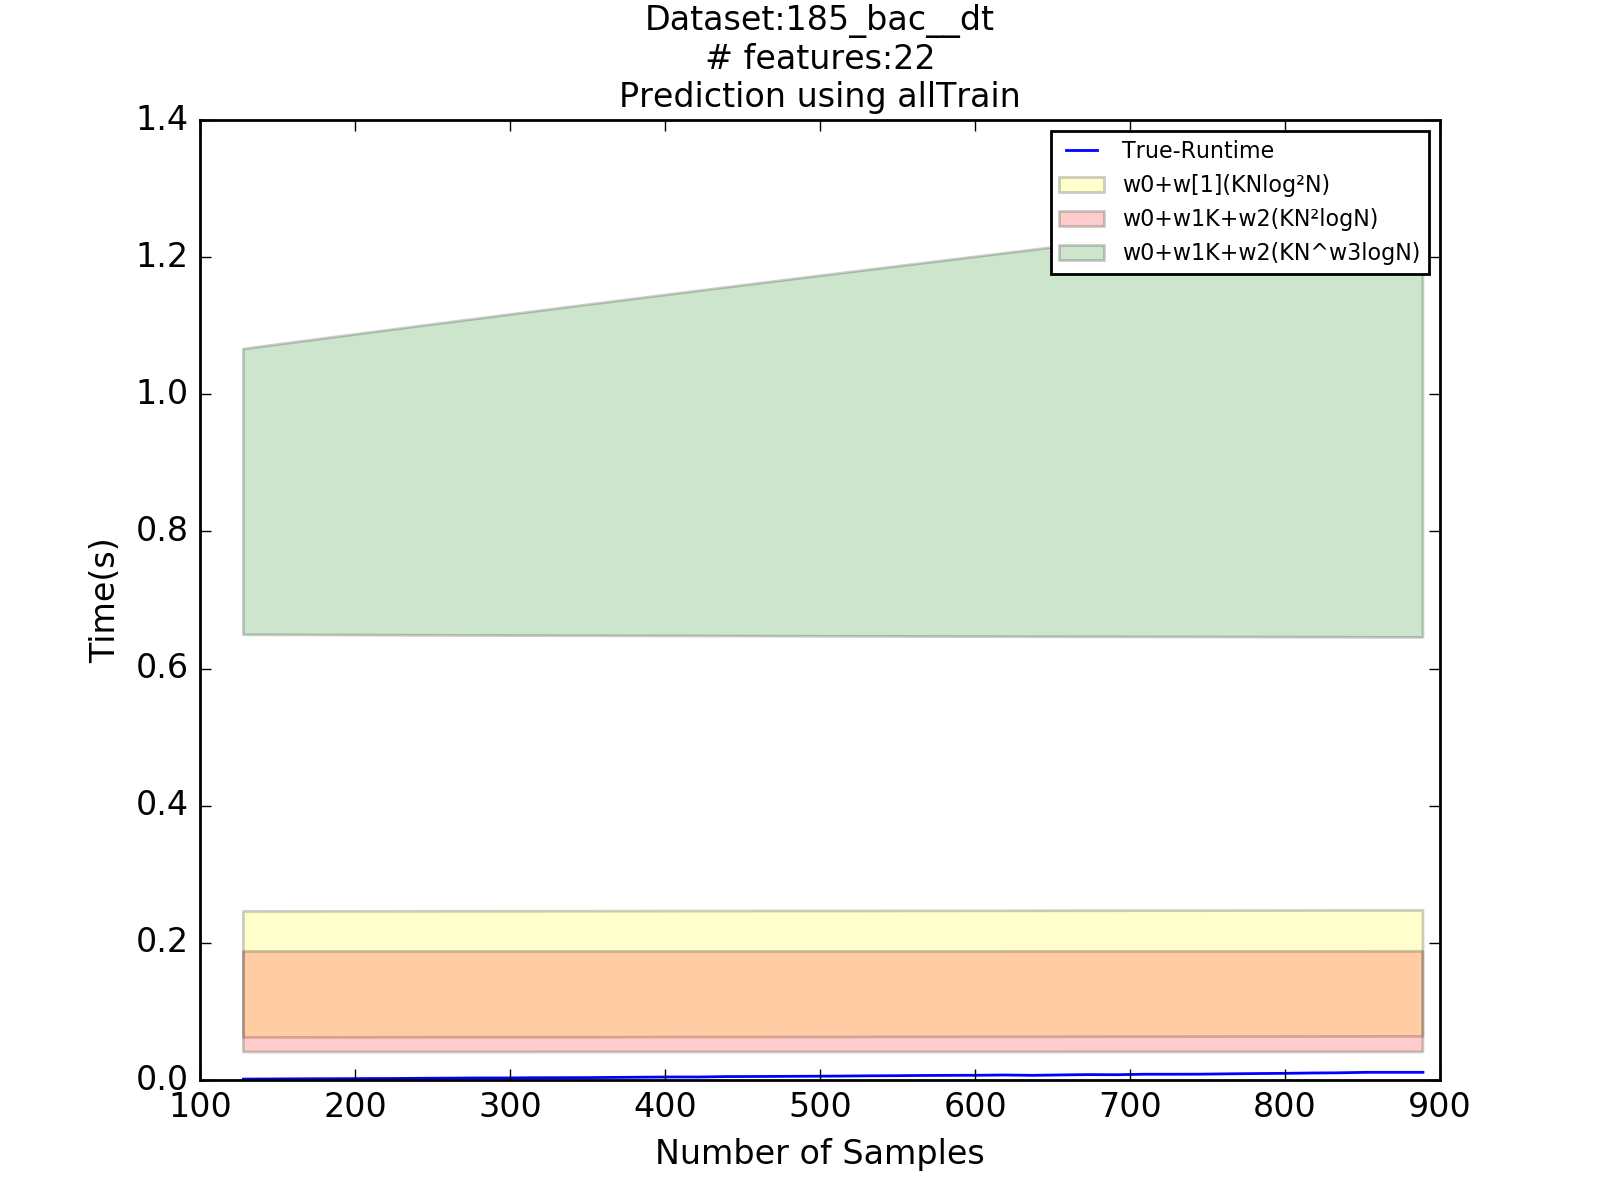 Dataset:185_bac__dt
# features:22
Prediction using allTrain
True-Runtime
w0+w[1](KNlog²N)
w0+w1K+w2(KN²logN)
w0+w1K+w2(KN^w3logN)
Time(s)
1.4
1.2
1.0
0.8
0.6
0.4
0.2
0.0
100 200 300 400 500 600 700 800 900
Number of Samples